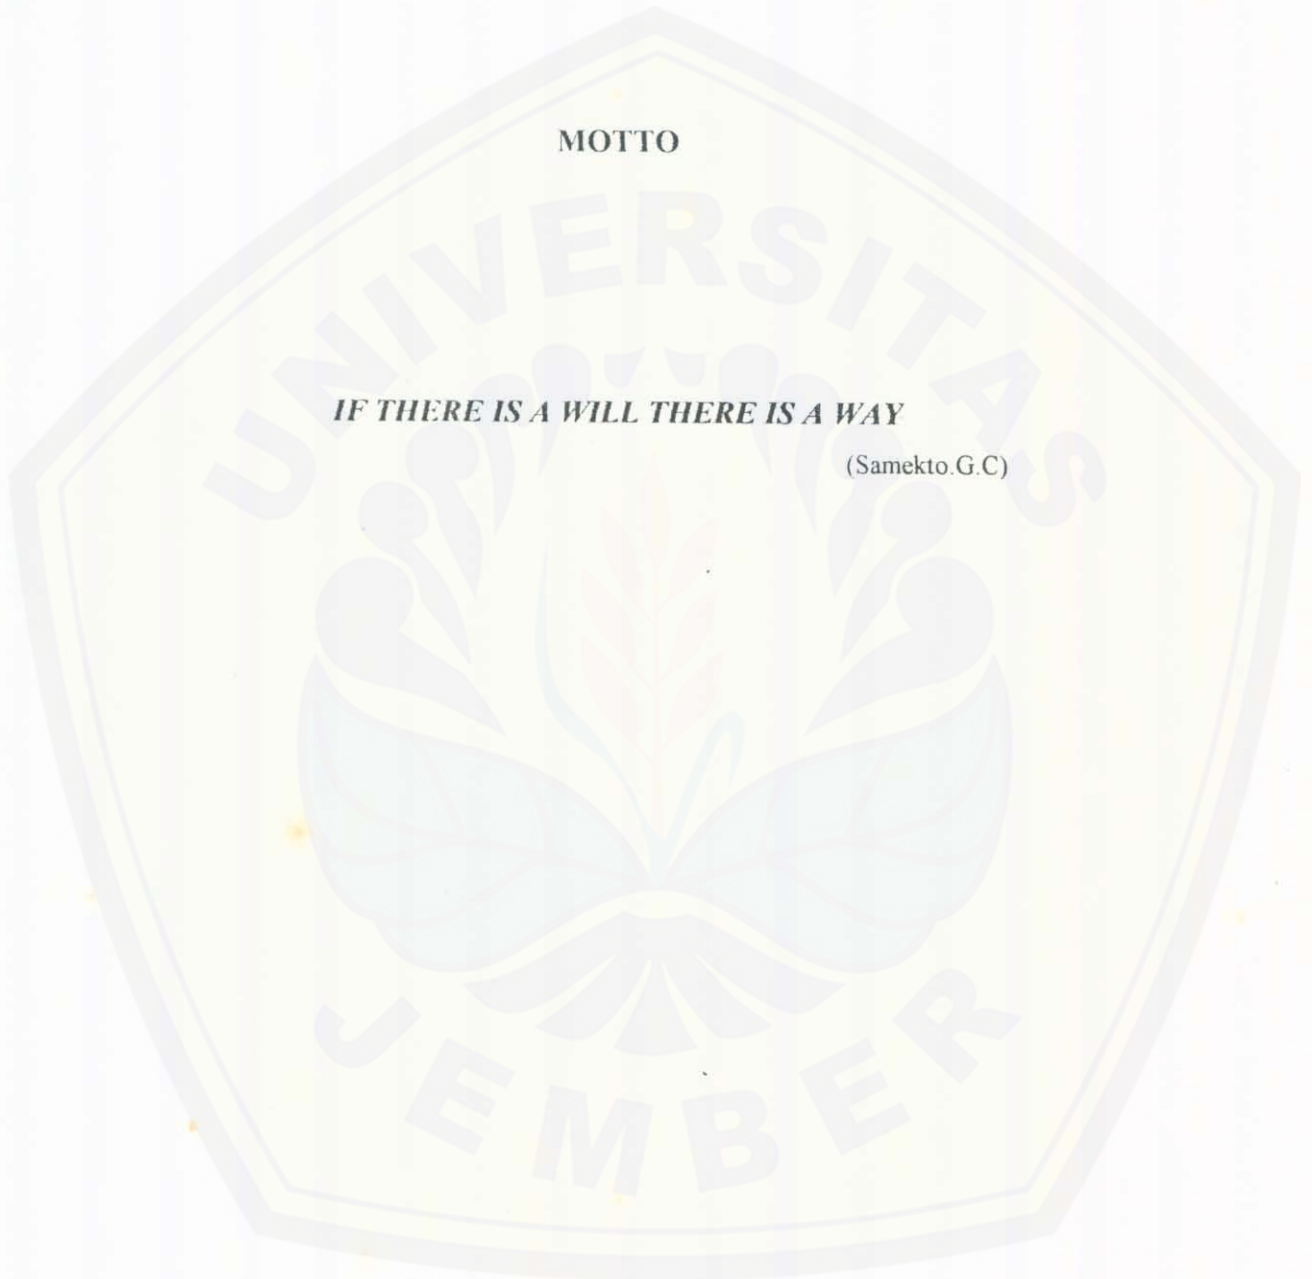 MOTTO
UNIVERSITAS
IF THERE IS A WILL THERE IS A WAY
(Samekto.G.C)
JEMBER